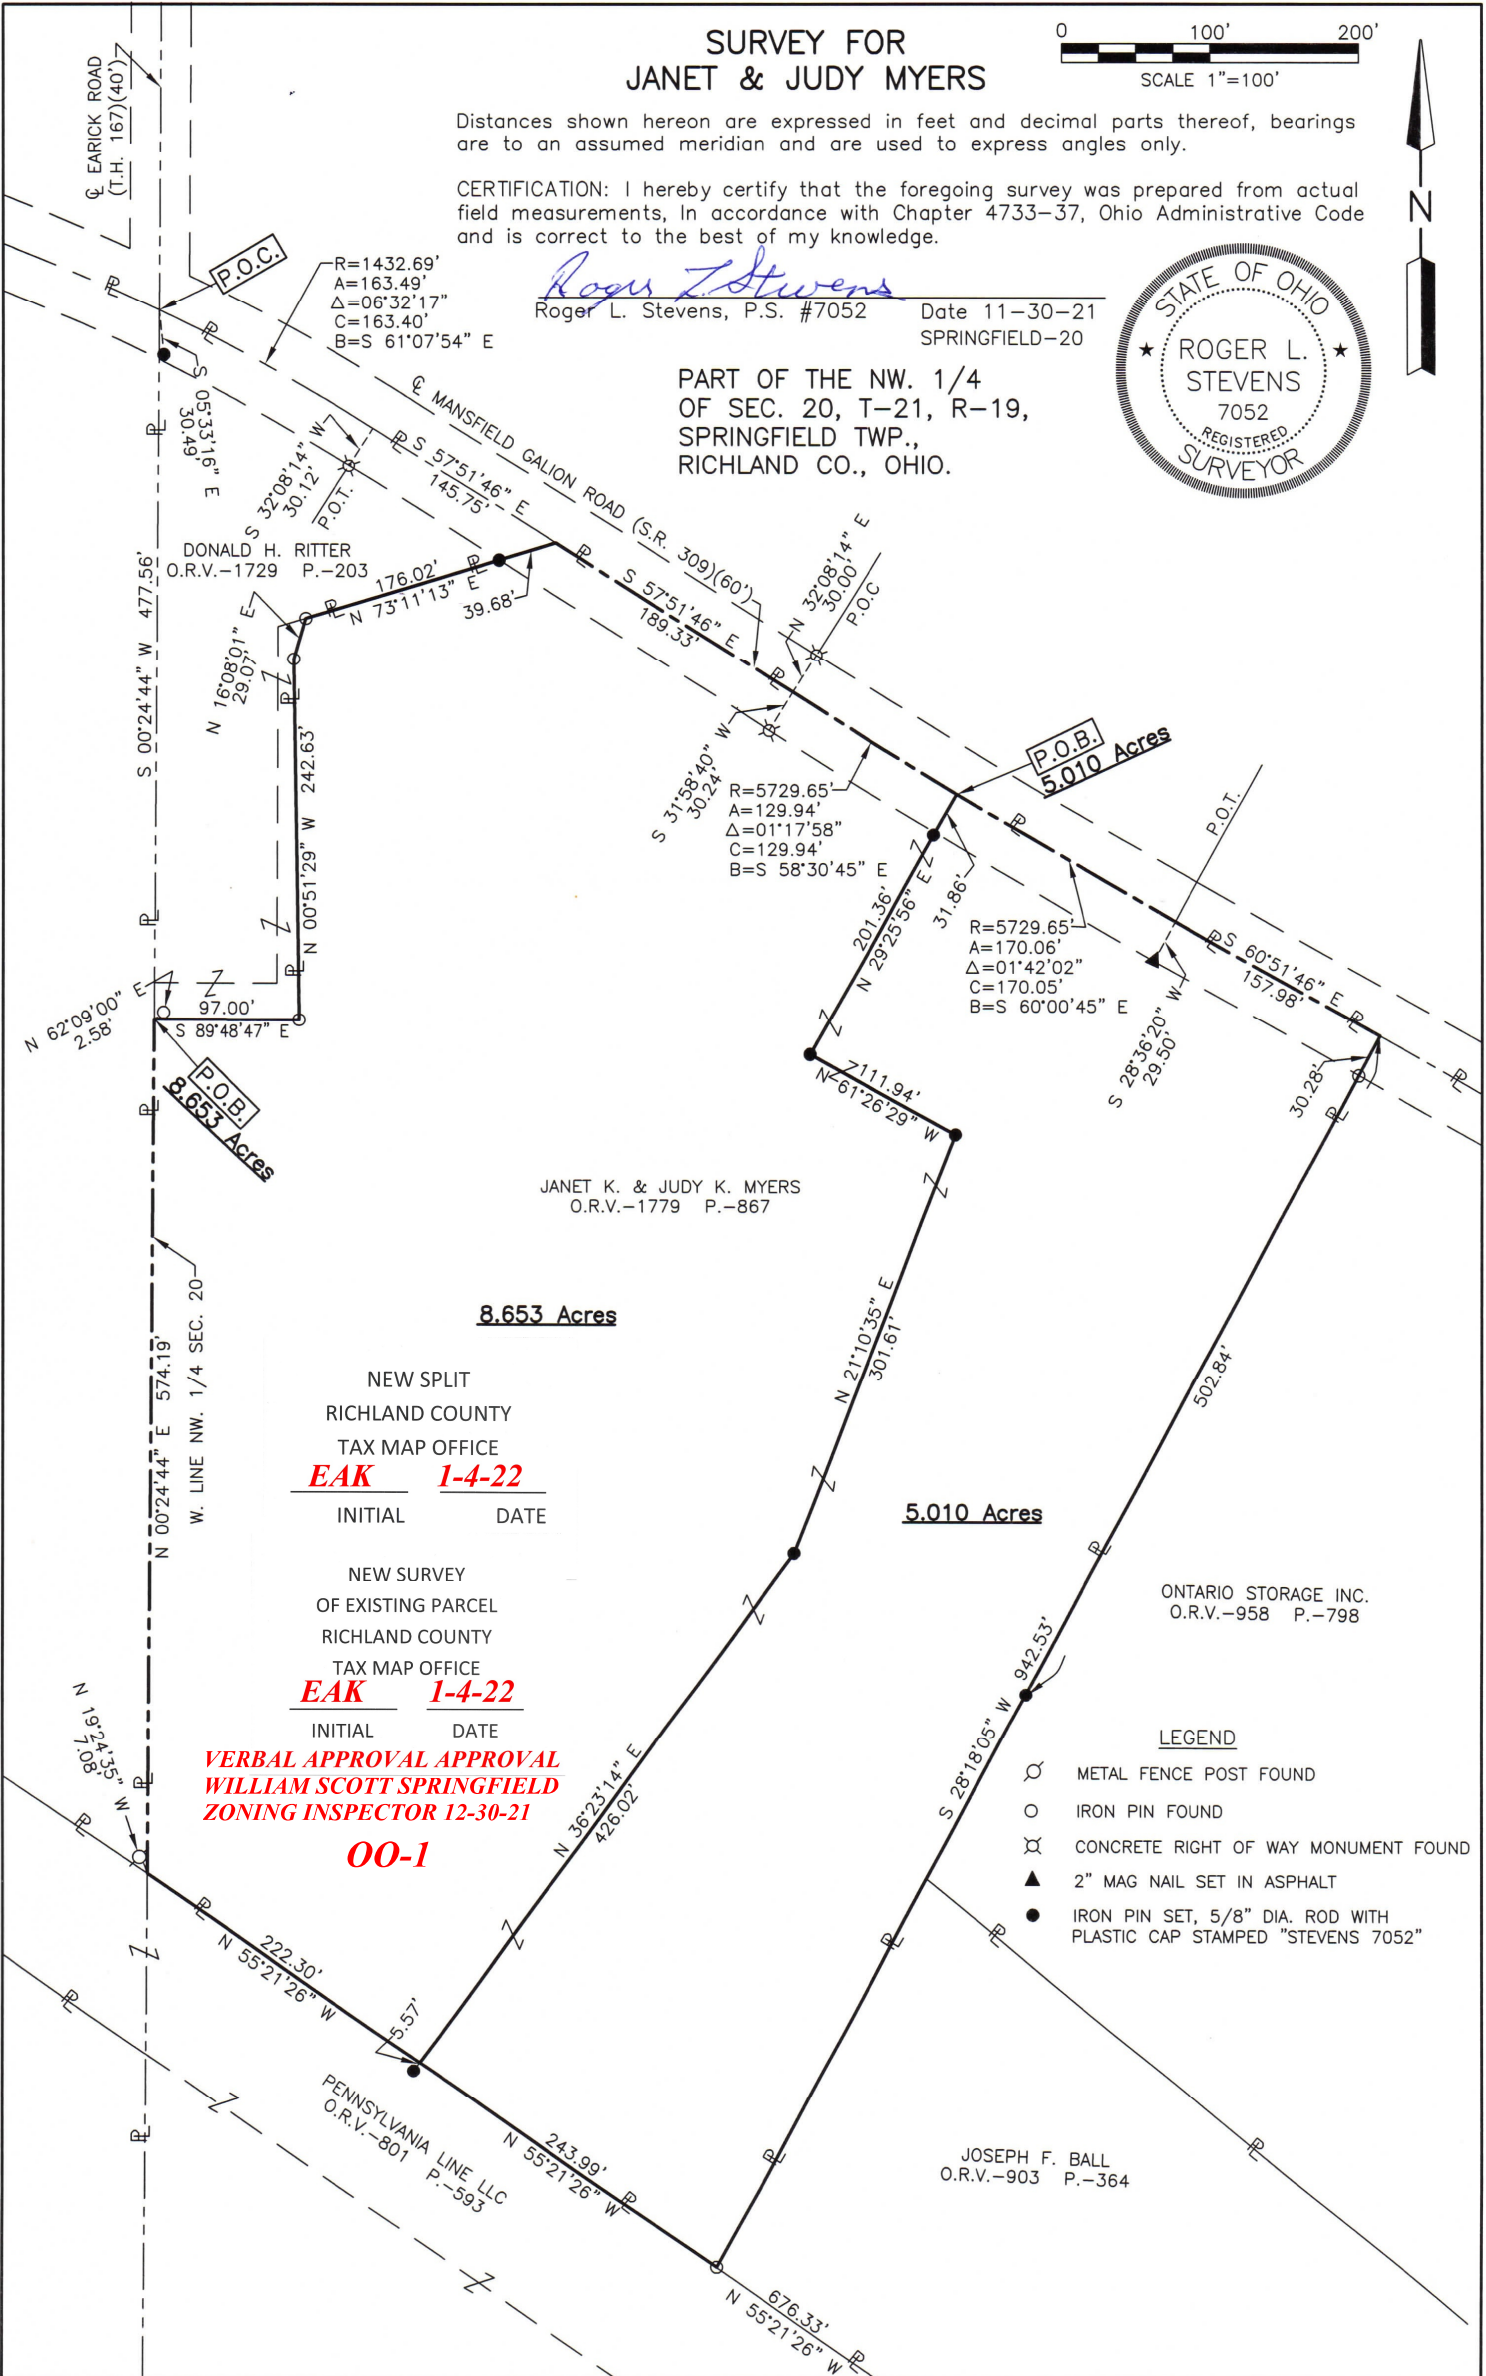 SURVEY FOR
JANET & JUDY MYERS
0 100' 200'
SCALE 1"=100'
Distances shown hereon are expressed in feet and decimal parts thereof, bearings
are to an assumed meridian and are used to express angles only.
CERTIFICATION: I hereby certify that the foregoing survey was prepared from actual
field measurements, In accordance with Chapter 4733-37, Ohio Administrative Code
and is correct to the best of my knowledge.
Roger L Stevens
Roger L. Stevens, P.S. #7052 Date 11-30-21
SPRINGFIELD-20
N
STATE OF OHIO
★ ROGER L. ★
STEVENS
7052
REGISTERED
SURVEYOR
PART OF THE NW. 1/4
OF SEC. 20, T-21, R-19,
SPRINGFIELD TWP.,
RICHLAND CO., OHIO.
℄ EARICK ROAD
(T.H. 167)(40')
P.O.C.
R=1432.69'
A=163.49'
Δ=06°32'17"
C=163.40'
B=S 61°07'54" E
S 05°33'16" E
30.49'
℄ MANSFIELD GALION ROAD (S.R. 309)(60')
S 32°08'14" W
30.12'
P.O.T.
S 57°51'46" E
145.75'
DONALD H. RITTER
O.R.V.-1729 P.-203
S 00°24'44" W 477.56'
176.02'
N 73°11'13" E
39.68'
N 16°08'01" E
29.07'
N 00°51'29" W 242.63'
S 57°51'46" E
189.33'
N 32°08'14" E
30.00'
P.O.C
S 31°58'40" W
30.24'
R=5729.65'
A=129.94'
Δ=01°17'58"
C=129.94'
B=S 58°30'45" E
P.O.B.
5.010 Acres
P.O.T.
201.36'
N 29°25'56" E
31.86'
R=5729.65'
A=170.06'
Δ=01°42'02"
C=170.05'
B=S 60°00'45" E
S 60°51'46" E
157.98'
S 28°36'20" W
29.50'
30.28'
N 62°09'00" E
2.58'
97.00'
S 89°48'47" E
P.O.B.
8.653 Acres
111.94'
N 61°26'29" W
JANET K. & JUDY K. MYERS
O.R.V.-1779 P.-867
8.653 Acres
N 21°10'35" E
301.61'
502.84'
N 00°24'44" E 574.19'
W. LINE NW. 1/4 SEC. 20
NEW SPLIT
RICHLAND COUNTY
TAX MAP OFFICE
EAK 1-4-22
INITIAL DATE
5.010 Acres
NEW SURVEY
OF EXISTING PARCEL
RICHLAND COUNTY
TAX MAP OFFICE
EAK 1-4-22
INITIAL DATE
VERBAL APPROVAL APPROVAL
WILLIAM SCOTT SPRINGFIELD
ZONING INSPECTOR 12-30-21
OO-1
ONTARIO STORAGE INC.
O.R.V.-958 P.-798
N 19°24'35" W
7.08'
N 36°23'14" E
426.02'
S 28°18'05" W 942.53'
LEGEND
METAL FENCE POST FOUND
IRON PIN FOUND
CONCRETE RIGHT OF WAY MONUMENT FOUND
2" MAG NAIL SET IN ASPHALT
IRON PIN SET, 5/8" DIA. ROD WITH
PLASTIC CAP STAMPED "STEVENS 7052"
222.30'
N 55°21'26" W
5.57'
PENNSYLVANIA LINE LLC
O.R.V.-801 P.-593
243.99'
N 55°21'26" W
JOSEPH F. BALL
O.R.V.-903 P.-364
676.33'
N 55°21'26" W